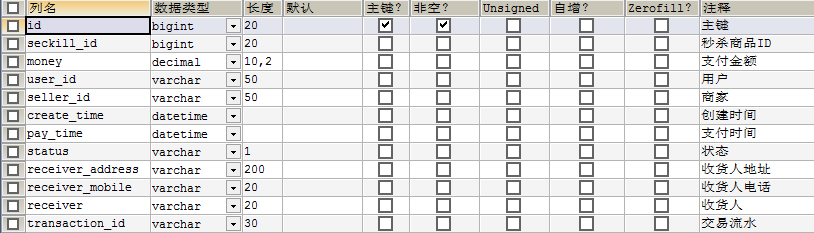 列名 数据类型 长度 默认 主键? 非空? Unsigned 自增? Zerofill? 注释
id bigint 20 主键
seckill_id bigint 20 秒杀商品ID
money decimal 10,2 支付金额
user_id varchar 50 用户
seller_id varchar 50 商家
create_time datetime 创建时间
pay_time datetime 支付时间
status varchar 1 状态
receiver_address varchar 200 收货人地址
receiver_mobile varchar 20 收货人电话
receiver varchar 20 收货人
transaction_id varchar 30 交易流水